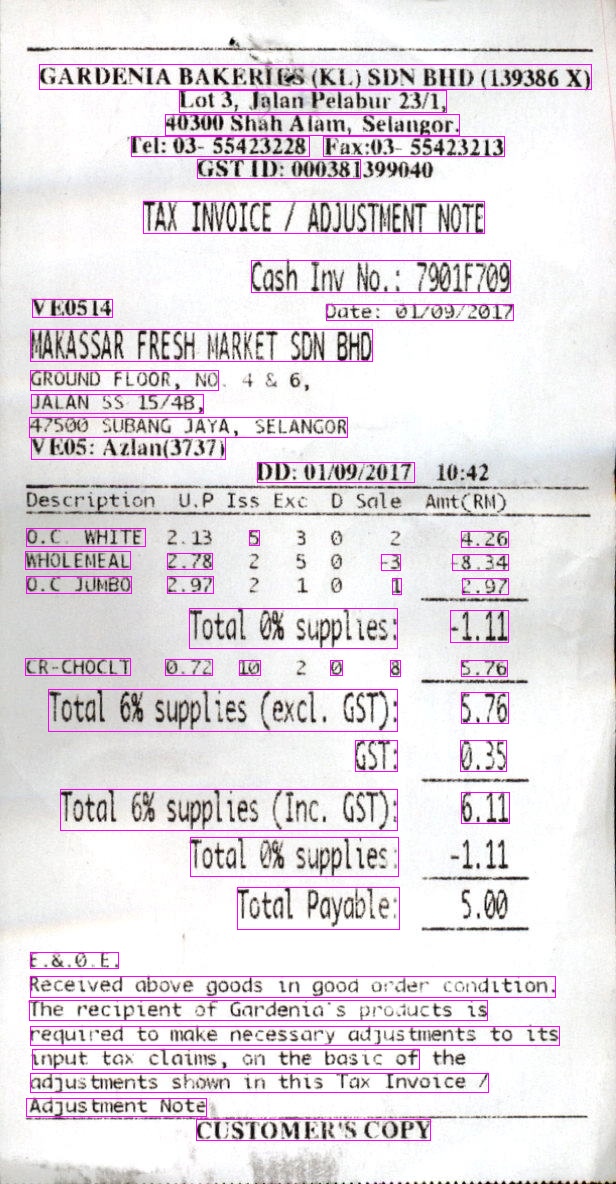 GARDENIA BAKERIES (KL) SDN BHD (139386 X)
Lot 3, Jalan Pelabur 23/1,
40300 Shah Alam, Selangor.
Tel: 03- 55423228 Fax:03- 55423213
GST ID: 000381399040
TAX INVOICE / ADJUSTMENT NOTE
Cash Inv No.: 7901F709
VE0514 Date: 01/09/2017
MAKASSAR FRESH MARKET SDN BHD
GROUND FLOOR, NO. 4 & 6,
JALAN SS 15/4B,
47500 SUBANG JAYA, SELANGOR
VE05: Azlan(3737)
DD: 01/09/2017 10:42
Description U.P Iss Exc D Sale Amt(RM)
O.C. WHITE 2.13 5 3 0 2 4.26
WHOLEMEAL 2.78 2 5 0 -3 -8.34
O.C JUMBO 2.97 2 1 0 1 2.97
Total 0% supplies: -1.11
CR-CHOCLT 0.72 10 2 0 8 5.76
Total 6% supplies (excl. GST): 5.76
GST: 0.35
Total 6% supplies (Inc. GST): 6.11
Total 0% supplies: -1.11
Total Payable: 5.00
E.&.O.E.
Received above goods in good order condition.
The recipient of Gardenia's products is
required to make necessary adjustments to its
input tax claims, on the basic of the
adjustments shown in this Tax Invoice /
Adjustment Note
CUSTOMER'S COPY